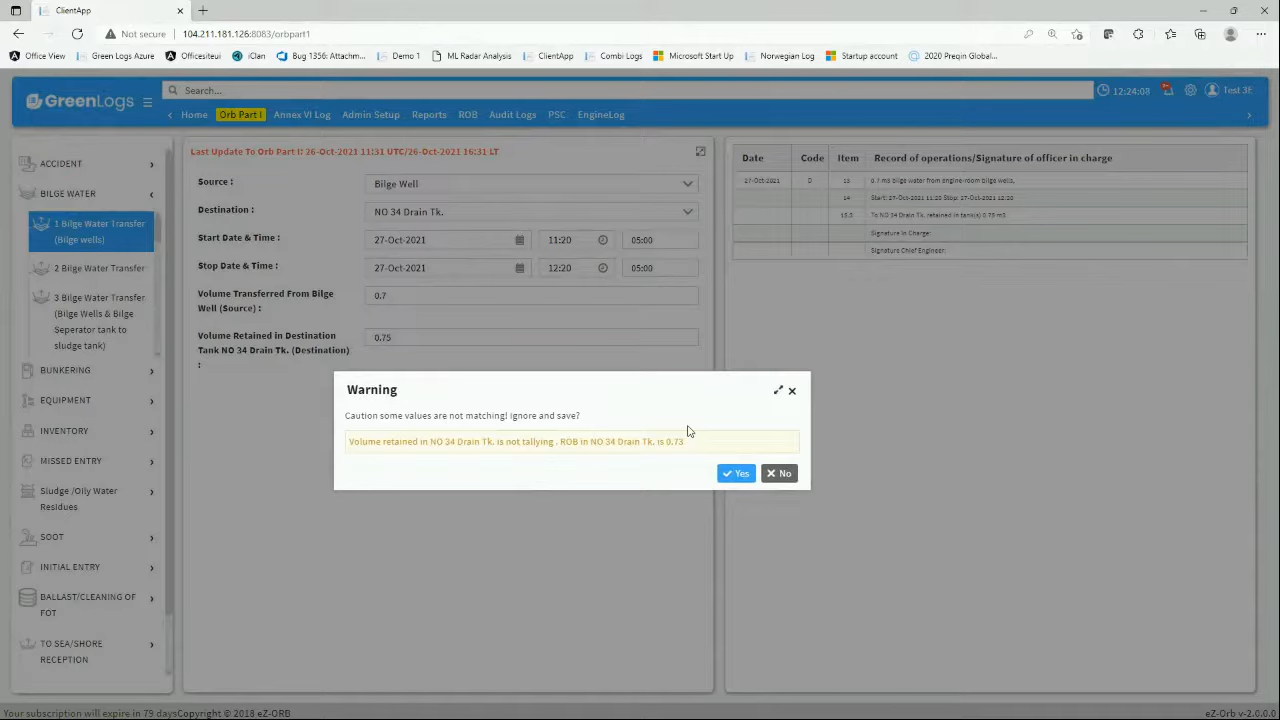 ClientApp
Not secure
104.211.181.126:8083/orbpart1
Office View
Green Logs Azure
Officesiteui
iClan
Bug 1356: Attachm...
Demo 1
ML Radar Analysis
ClientApp
Combi Logs
Microsoft Start Up
Norwegian Log
Startup account
2020 Preqin Global...
GreenLogs
Search...
12:24:08
Test 3E
Home
Orb Part I
Annex VI Log
Admin Setup
Reports
ROB
Audit Logs
PSC
EngineLog
ACCIDENT
BILGE WATER
1 Bilge Water Transfer
(Bilge wells)
2 Bilge Water Transfer
3 Bilge Water Transfer
(Bilge Wells & Bilge
Seperator tank to
sludge tank)
BUNKERING
EQUIPMENT
INVENTORY
MISSED ENTRY
Sludge /Oily Water
Residues
SOOT
INITIAL ENTRY
BALLAST/CLEANING OF
FOT
TO SEA/SHORE
RECEPTION
Last Update To Orb Part I: 26-Oct-2021 11:31 UTC/26-Oct-2021 16:31 LT
Source :
Bilge Well
Destination :
NO 34 Drain Tk.
Start Date & Time :
27-Oct-2021
11:20
05:00
Stop Date & Time :
27-Oct-2021
12:20
05:00
Volume Transferred From Bilge
Well (Source) :
0.7
Volume Retained in Destination
Tank NO 34 Drain Tk. (Destination)
:
0.75
Date Code Item Record of operations/Signature of officer in charge
27-Oct-2021 D 13 0.7 m3 bilge water from engine-room bilge wells,
14 Start: 27-Oct-2021 11:20 Stop: 27-Oct-2021 12:20
15.3 To NO 34 Drain Tk. retained in tank(s) 0.75 m3
Signature In Charge:
Signature Chief Engineer:
Warning
Caution some values are not matching! Ignore and save?
Volume retained in NO 34 Drain Tk. is not tallying . ROB in NO 34 Drain Tk. is 0.73
Yes
No
Your subscription will expire in 79 daysCopyright © 2018 eZ-ORB
eZ-Orb v-2.0.0.0